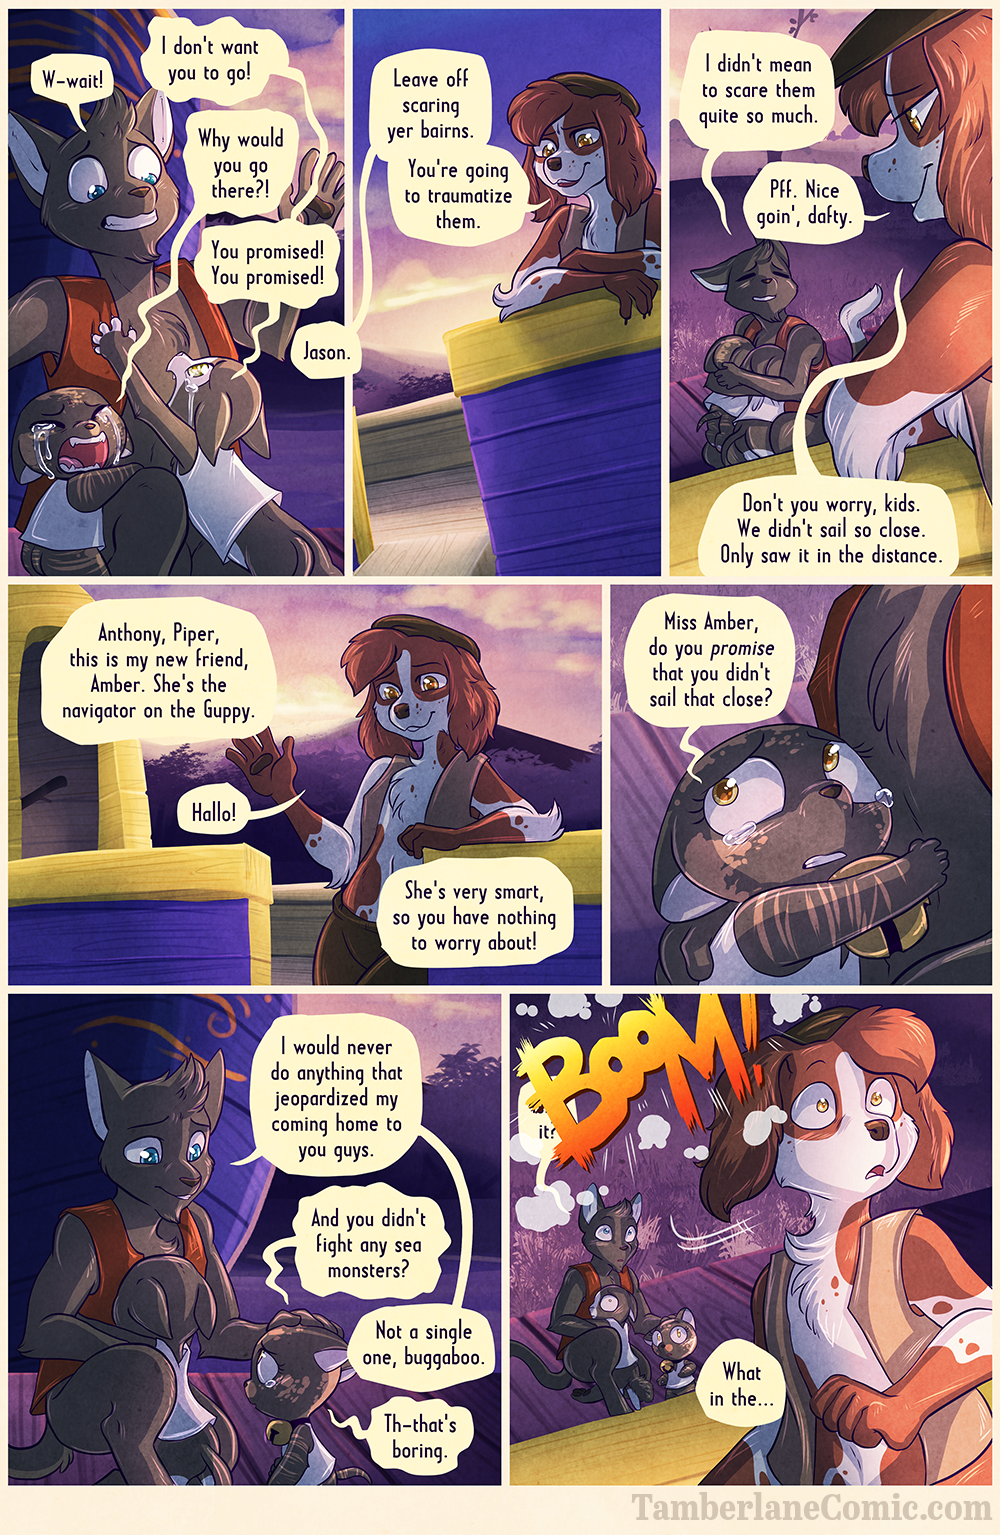 W-wait!
I don't want
you to go!
Why would
you go
there?!
You promised!
You promised!
Jason.
Leave off
scaring
yer bairns.
You're going
to traumatize
them.
I didn't mean
to scare them
quite so much.
Pff. Nice
goin', dafty.
Don't you worry, kids.
We didn't sail so close.
Only saw it in the distance.
Anthony, Piper,
this is my new friend,
Amber. She's the
navigator on the Guppy.
Hallo!
She's very smart,
so you have nothing
to worry about!
Miss Amber,
do you promise
that you didn't
sail that close?
I would never
do anything that
jeopardized my
coming home to
you guys.
And you didn't
fight any sea
monsters?
Not a single
one, buggaboo.
Th-that's
boring.
BOOM!
it?
What
in the...
TamberlaneComic.com